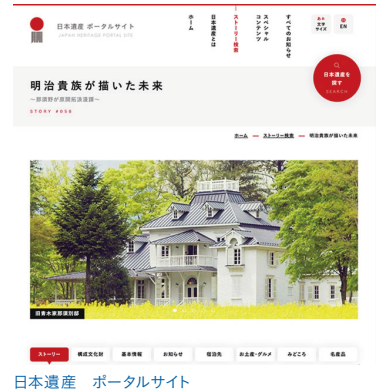 日本遺産 ポータルサイト
JAPAN HERITAGE PORTAL SITE
ホーム
日本遺産とは
ストーリー検索
スペシャル
コンテンツ
すべてのお知らせ
あぁ
文字
サイズ
EN
日本遺産を
探す
SEARCH
明治貴族が描いた未来
～那須野が原開拓浪漫譚～
STORY #058
ホーム — ストーリー検索 — 明治貴族が描いた未来
旧青木家那須別邸
ストーリー 構成文化財 基本情報 お知らせ 宿泊先 お土産・グルメ みどころ 名産品
日本遺産 ポータルサイト